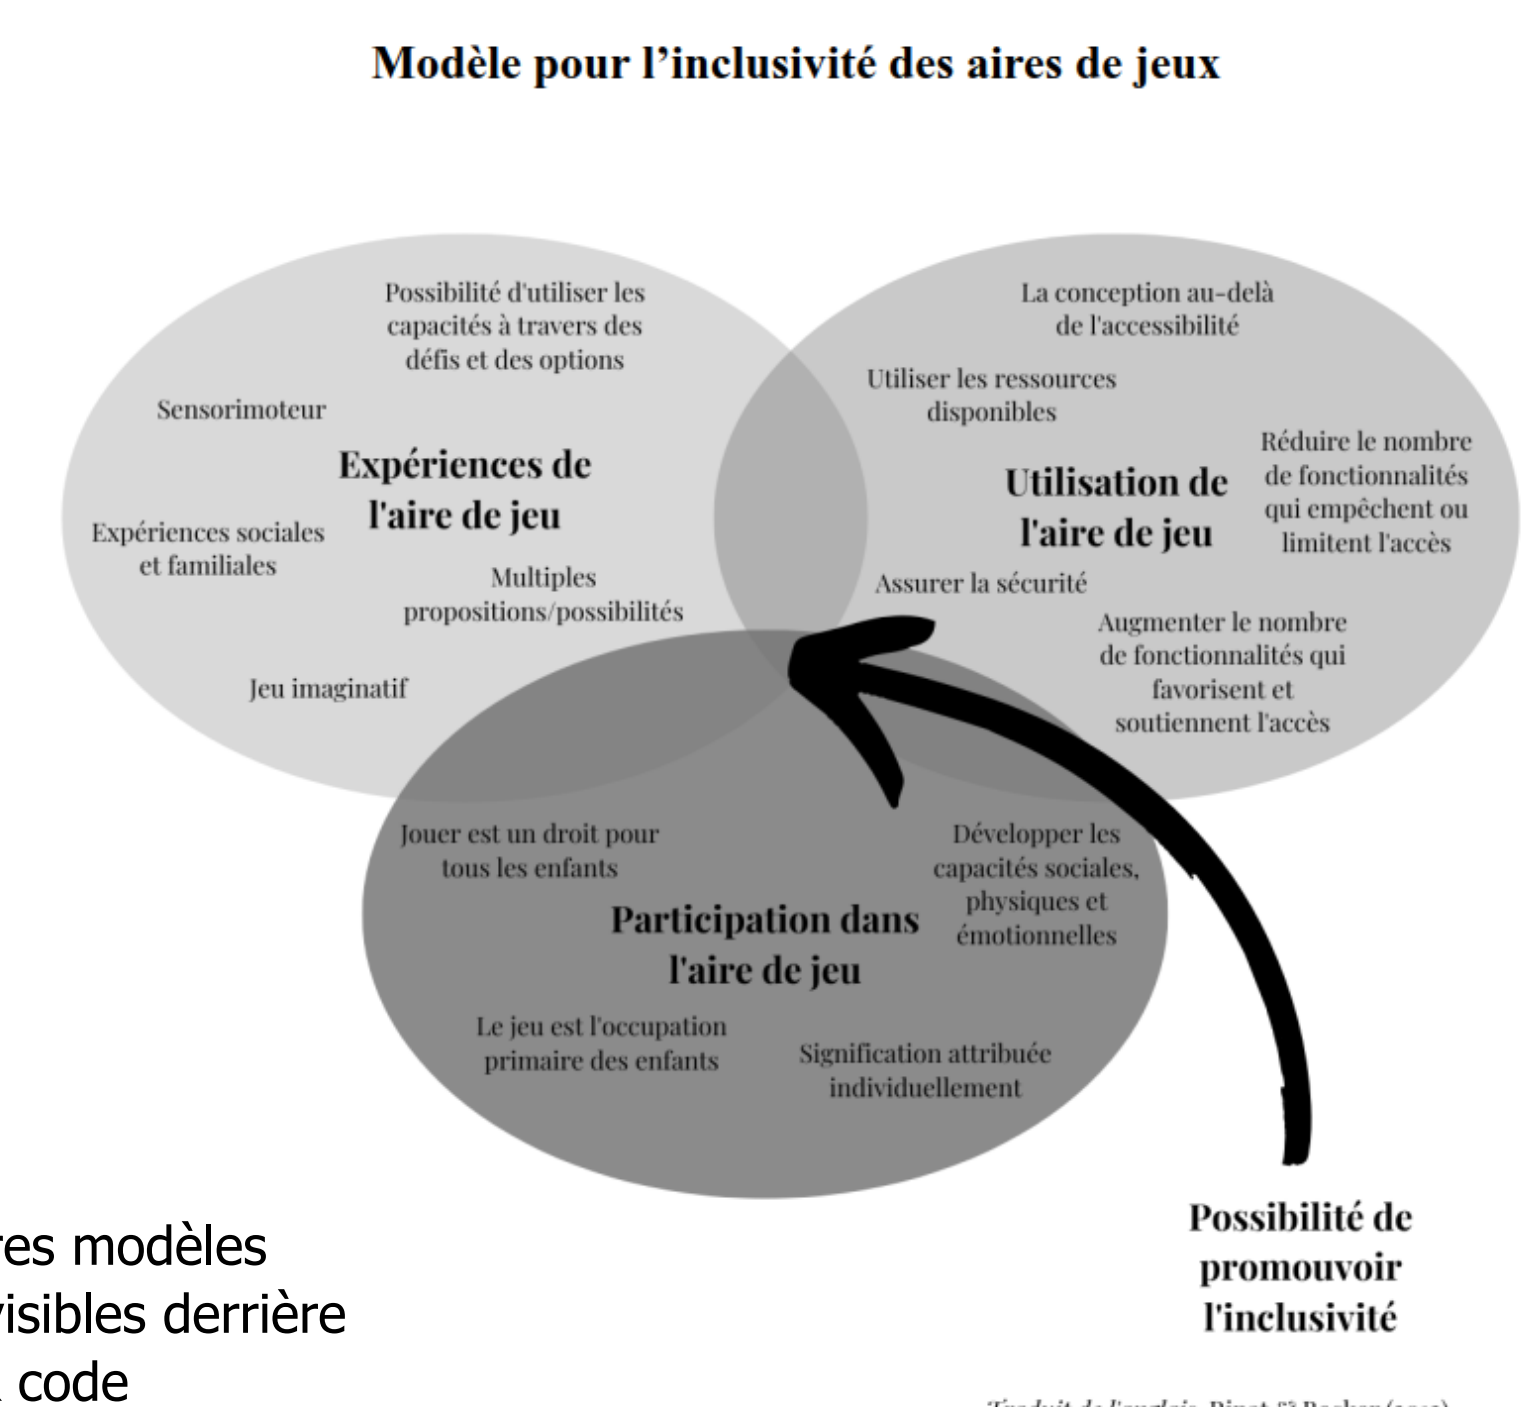 Modèle pour l’inclusivité des aires de jeux
Possibilité d'utiliser les
capacités à travers des
défis et des options
Sensorimoteur
Expériences de
l'aire de jeu
Expériences sociales
et familiales
Multiples
propositions/possibilités
Jeu imaginatif
La conception au-delà
de l'accessibilité
Utiliser les ressources
disponibles
Réduire le nombre
de fonctionnalités
qui empêchent ou
limitent l'accès
Utilisation de
l'aire de jeu
Assurer la sécurité
Augmenter le nombre
de fonctionnalités qui
favorisent et
soutiennent l'accès
Jouer est un droit pour
tous les enfants
Développer les
capacités sociales,
physiques et
émotionnelles
Participation dans
l'aire de jeu
Le jeu est l'occupation
primaire des enfants
Signification attribuée
individuellement
Possibilité de
promouvoir
l'inclusivité
res modèles
visibles derrière
code
Traduit de l'anglais,